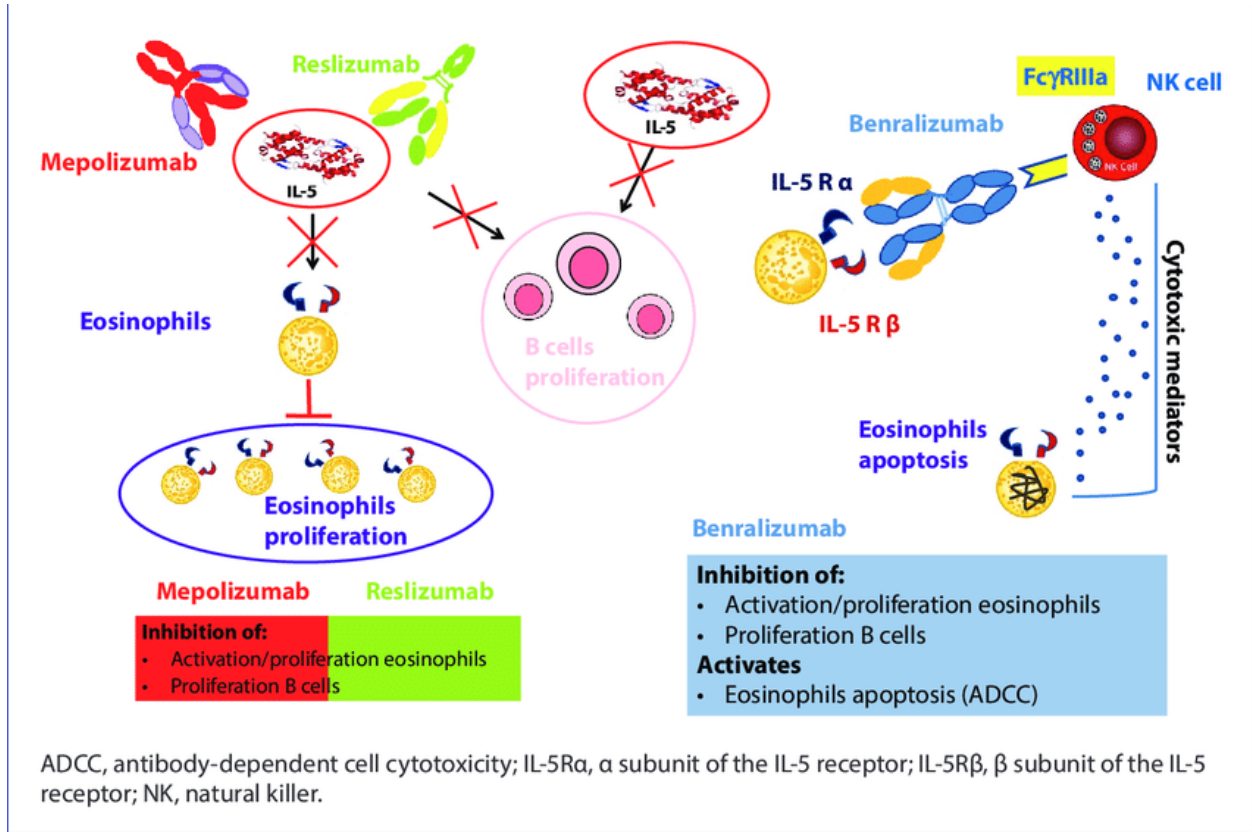 Mepolizumab
Reslizumab
IL-5
IL-5
Eosinophils
Eosinophils
proliferation
B cells
proliferation
FcγRIIIa
NK cell
Benralizumab
NK Cell
IL-5 R α
IL-5 R β
Cytotoxic mediators
Eosinophils
apoptosis
Mepolizumab
Reslizumab
Inhibition of:
• Activation/proliferation eosinophils
• Proliferation B cells
Benralizumab
Inhibition of:
• Activation/proliferation eosinophils
• Proliferation B cells
Activates
• Eosinophils apoptosis (ADCC)
ADCC, antibody-dependent cell cytotoxicity; IL-5Rα, α subunit of the IL-5 receptor; IL-5Rβ, β subunit of the IL-5
receptor; NK, natural killer.